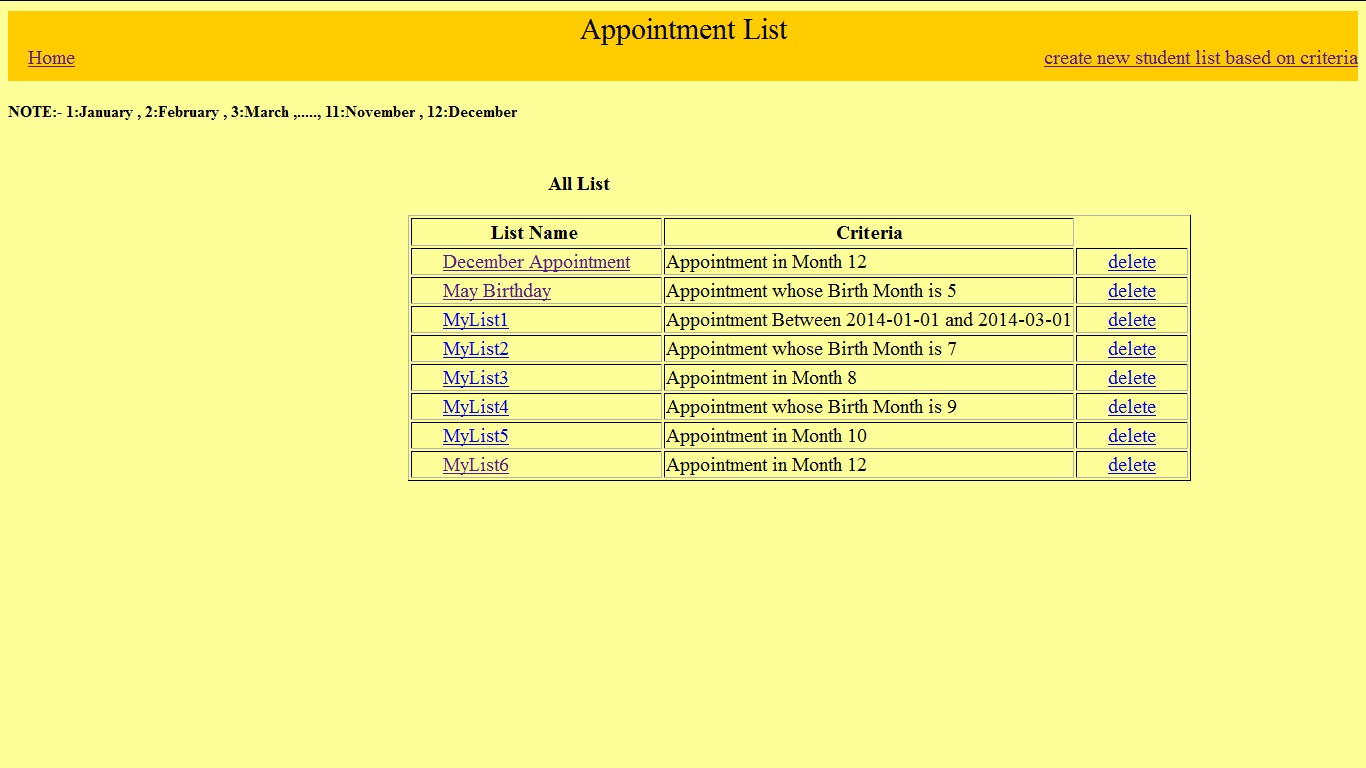 Appointment List
Home create new student list based on criteria
NOTE:- 1:January , 2:February , 3:March ,....., 11:November , 12:December
All List
List Name Criteria
December Appointment Appointment in Month 12 delete
May Birthday Appointment whose Birth Month is 5 delete
MyList1 Appointment Between 2014-01-01 and 2014-03-01 delete
MyList2 Appointment whose Birth Month is 7 delete
MyList3 Appointment in Month 8 delete
MyList4 Appointment whose Birth Month is 9 delete
MyList5 Appointment in Month 10 delete
MyList6 Appointment in Month 12 delete